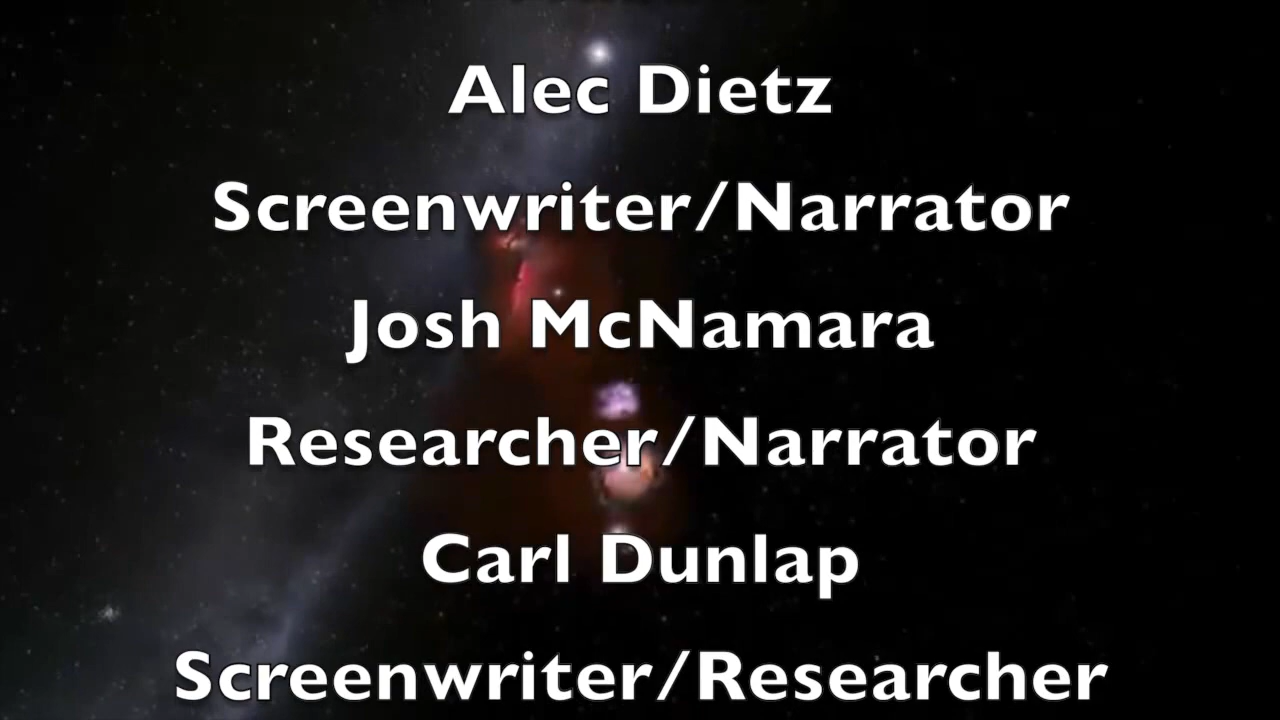 Alec Dietz
Screenwriter/Narrator
Josh McNamara
Researcher/Narrator
Carl Dunlap
Screenwriter/Researcher